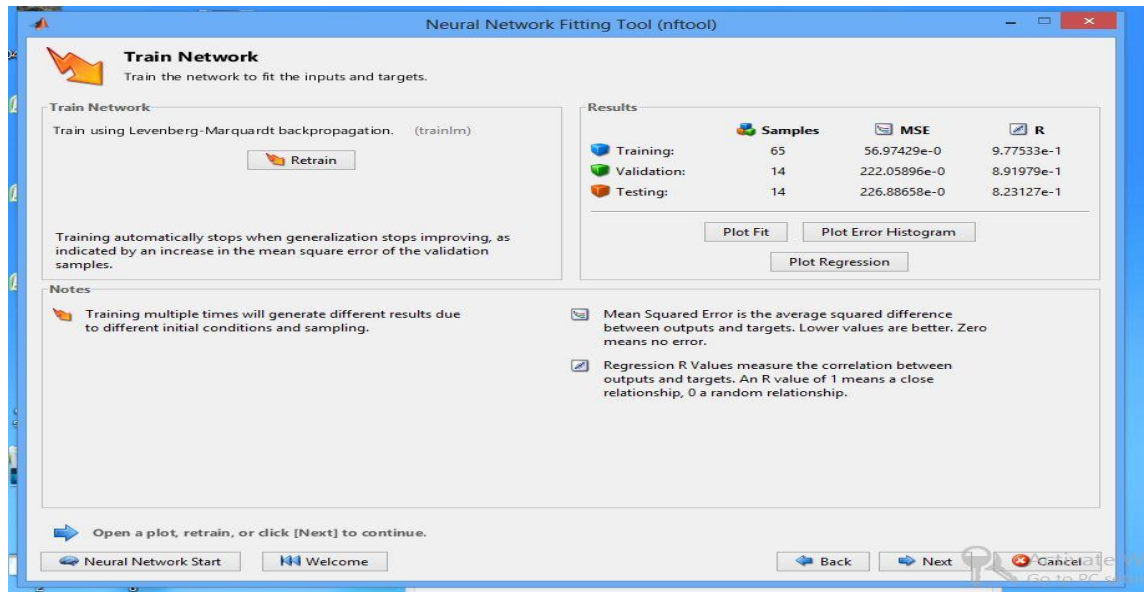 Neural Network Fitting Tool (nftool)
Train Network
Train the network to fit the inputs and targets.
Train Network
Train using Levenberg-Marquardt backpropagation. (trainlm)
Retrain
Training automatically stops when generalization stops improving, as
indicated by an increase in the mean square error of the validation
samples.
Results
Samples MSE R
Training: 65 56.97429e-0 9.77533e-1
Validation: 14 222.05896e-0 8.91979e-1
Testing: 14 226.88658e-0 8.23127e-1
Plot Fit Plot Error Histogram
Plot Regression
Notes
Training multiple times will generate different results due
to different initial conditions and sampling.
Mean Squared Error is the average squared difference
between outputs and targets. Lower values are better. Zero
means no error.
Regression R Values measure the correlation between
outputs and targets. An R value of 1 means a close
relationship, 0 a random relationship.
Open a plot, retrain, or click [Next] to continue.
Neural Network Start Welcome Back Next Cancel
Activate
Go to PC